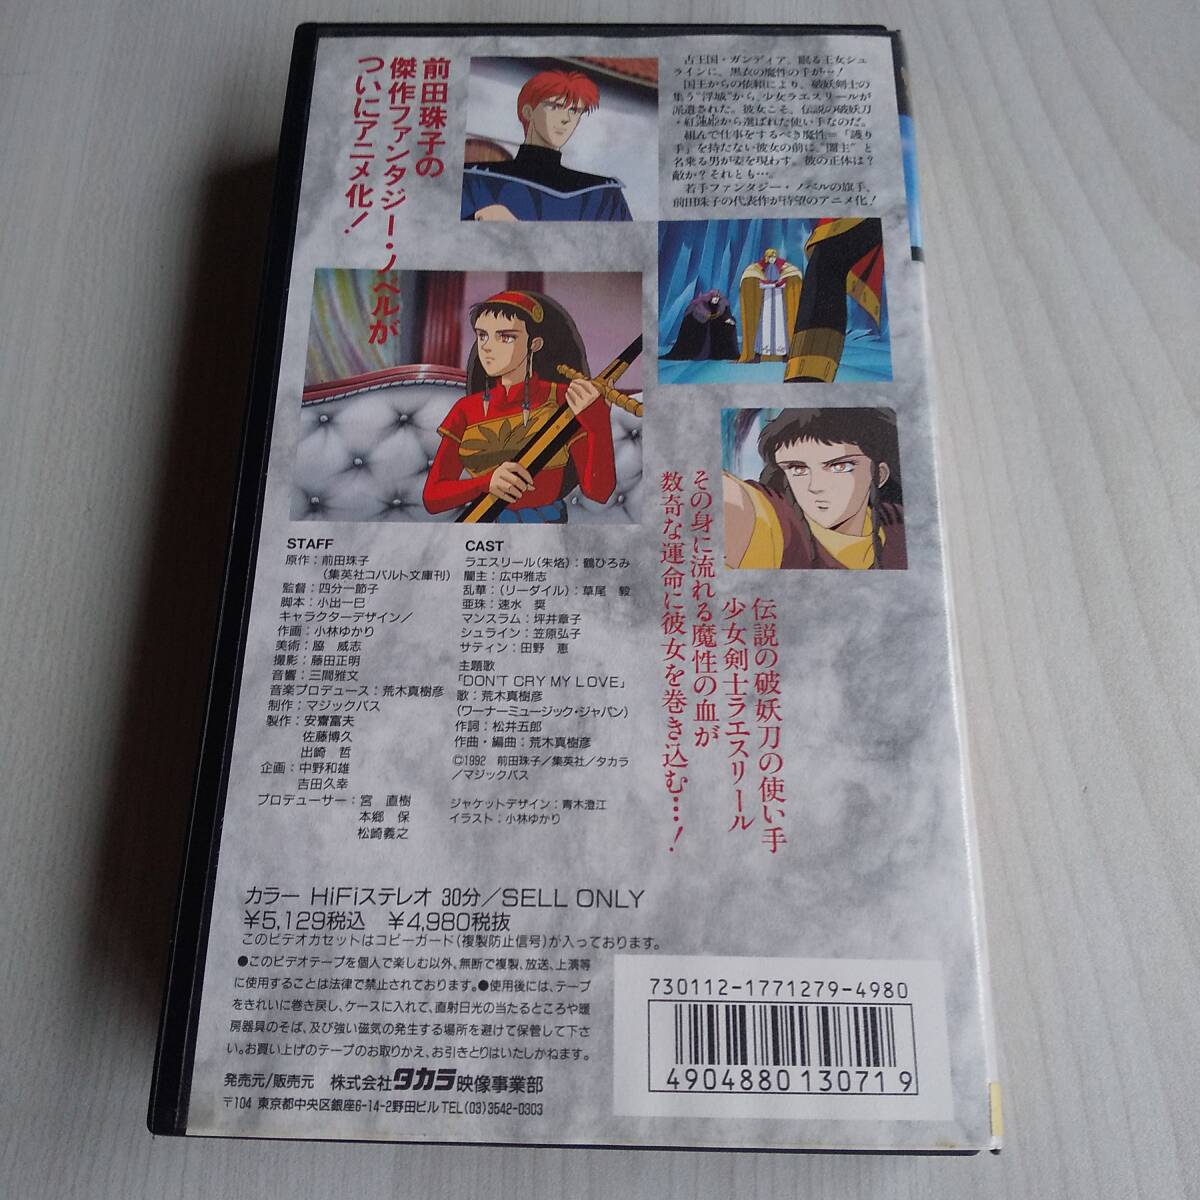 前田珠子の
傑作ファンタジー・ノベルが
ついにアニメ化!
古王国・ガンディア、眠る王女シュ
ラインに、黒衣の魔性の手が…!
国王からの依頼により、破妖剣士の
集う“浮城”から、少女ラエスリールが
派遣された。彼女こそ、伝説の破妖刀
・紅蓮姫から選ばれた使い手なのだ。
組んで仕事をするべき魔性=「護り
手」を持たない彼女の前に、“闇主”と
名乗る男が姿を現わす。彼の正体は?
敵か?それとも…。
若手ファンタジー・ノベルの旗手、
前田珠子の代表作が待望のアニメ化!
伝説の破妖刀の使い手
少女剣士ラエスリール
その身に流れる魔性の血が
数奇な運命に彼女を巻き込む…!
STAFF
原作:前田珠子
(集英社コバルト文庫刊)
監督:四分一節子
脚本:小出一巳
キャラクターデザイン/
作画:小林ゆかり
美術:脇 威志
撮影:藤田正明
音響:三間雅文
音楽プロデュース:荒木真樹彦
制作:マジックバス
製作:安齋富夫
佐藤博久
出崎 哲
企画:中野和雄
吉田久幸
プロデューサー:宮 直樹
本郷 保
松崎義之
CAST
ラエスリール(朱烙):鶴ひろみ
闇主:広中雅志
乱華:(リーダイル):草尾 毅
亜珠:速水 奨
マンスラム:坪井章子
シュライン:笠原弘子
サティン:田野 恵
主題歌
「DON'T CRY MY LOVE」
歌:荒木真樹彦
(ワーナーミュージック・ジャパン)
作詞:松井五郎
作曲・編曲:荒木真樹彦
©1992 前田珠子/集英社/タカラ
/マジックバス
ジャケットデザイン:青木澄江
イラスト:小林ゆかり
カラー HiFiステレオ 30分/SELL ONLY
¥5,129税込 ¥4,980税抜
このビデオカセットはコピーガード(複製防止信号)が入っております。
●このビデオテープを個人で楽しむ以外、無断で複製、放送、上演等
に使用することは法律で禁止されております。●使用後には、テープ
をきれいに巻き戻し、ケースに入れて、直射日光の当たるところや暖
房器具のそば、及び強い磁気の発生する場所を避けて保管して下さ
い。お買い上げのテープのお取りかえ、お引きとりはいたしかねます。
発売元/販売元 株式会社タカラ映像事業部
〒104 東京都中央区銀座6-14-2野田ビル TEL(03)3542-0303
730112-1771279-4980
4904880130719